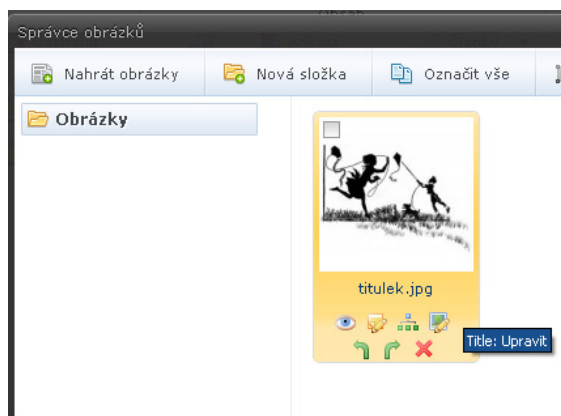 Správce obrázků
Nahrát obrázky
Nová složka
Označit vše
Obrázky
titulek.jpg
Title: Upravit